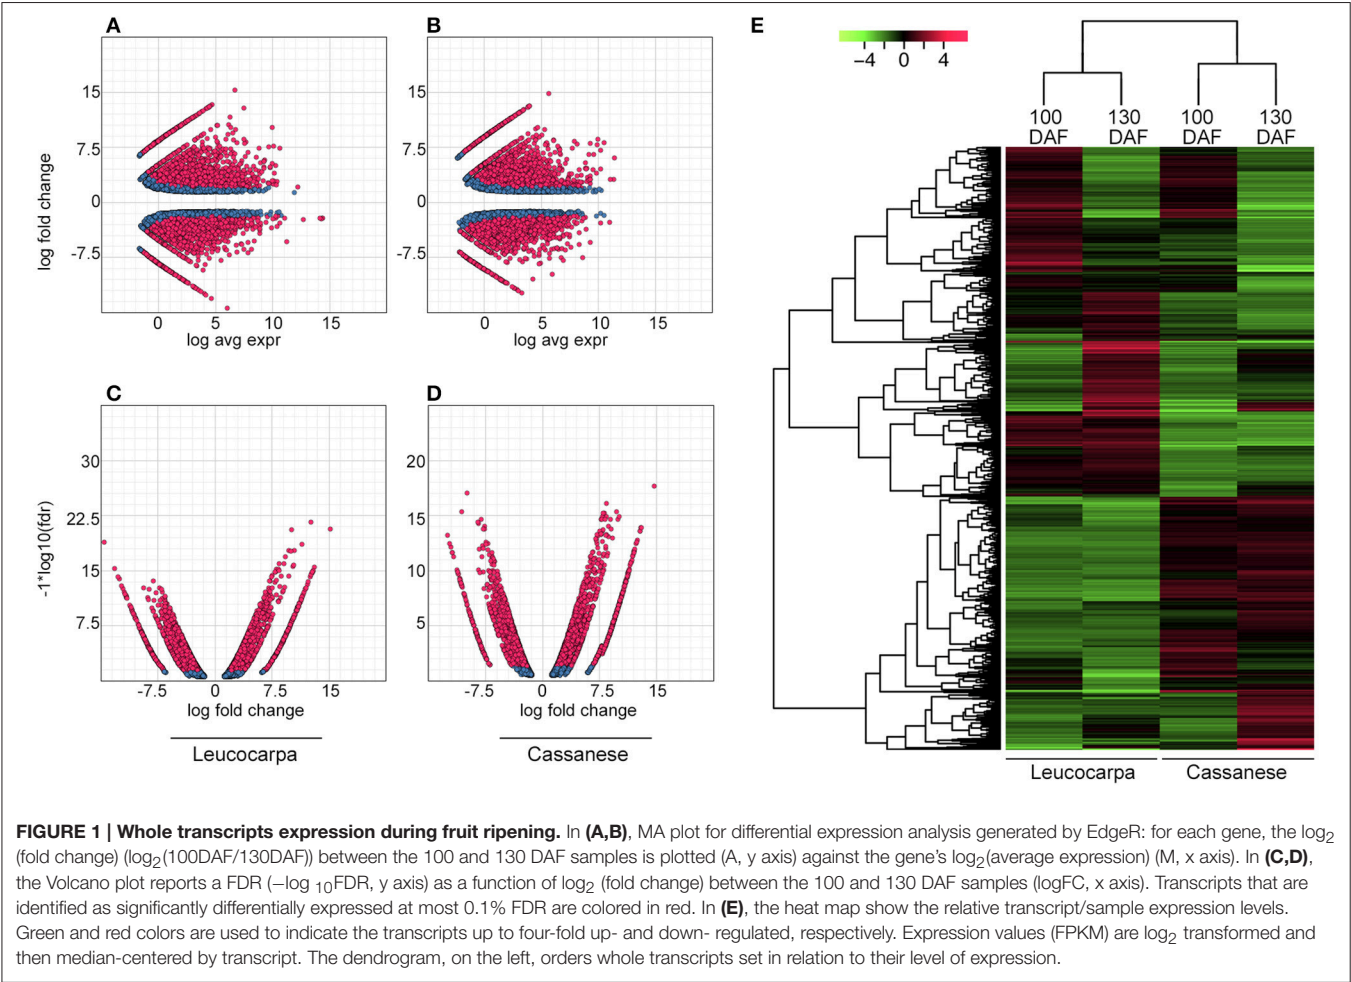 A
B
E
15
7.5
0
-7.5
log fold change
0
5
10
15
log avg expr
15
7.5
0
-7.5
0
5
10
15
log avg expr
−4
0
4
100 DAF
130 DAF
100 DAF
130 DAF
C
D
30
22.5
15
7.5
-1*log10(fdr)
-7.5
0
7.5
15
log fold change
Leucocarpa
20
15
10
5
-7.5
0
7.5
15
log fold change
Cassanese
Leucocarpa
Cassanese
FIGURE 1 | Whole transcripts expression during fruit ripening. In (A,B), MA plot for differential expression analysis generated by EdgeR: for each gene, the log2
(fold change) (log2(100DAF/130DAF)) between the 100 and 130 DAF samples is plotted (A, y axis) against the gene's log2(average expression) (M, x axis). In (C,D),
the Volcano plot reports a FDR (−log 10FDR, y axis) as a function of log2 (fold change) between the 100 and 130 DAF samples (logFC, x axis). Transcripts that are
identified as significantly differentially expressed at most 0.1% FDR are colored in red. In (E), the heat map show the relative transcript/sample expression levels.
Green and red colors are used to indicate the transcripts up to four-fold up- and down- regulated, respectively. Expression values (FPKM) are log2 transformed and
then median-centered by transcript. The dendrogram, on the left, orders whole transcripts set in relation to their level of expression.